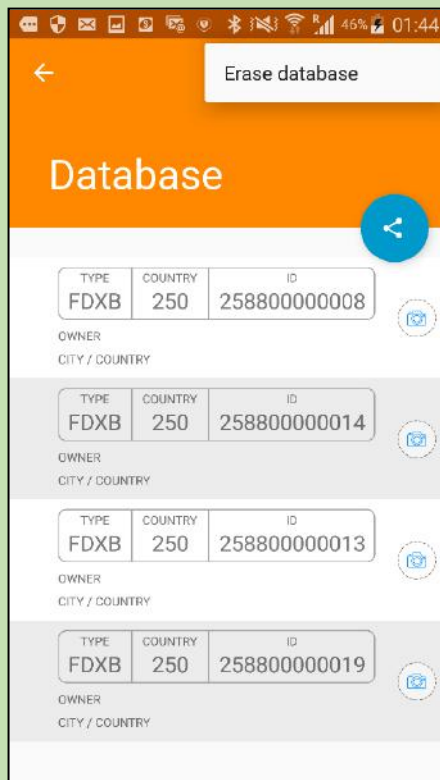 R 46% 01:44
Erase database
Database
TYPE COUNTRY ID
FDXB 250 258800000008
OWNER
CITY / COUNTRY
TYPE COUNTRY ID
FDXB 250 258800000014
OWNER
CITY / COUNTRY
TYPE COUNTRY ID
FDXB 250 258800000013
OWNER
CITY / COUNTRY
TYPE COUNTRY ID
FDXB 250 258800000019
OWNER
CITY / COUNTRY